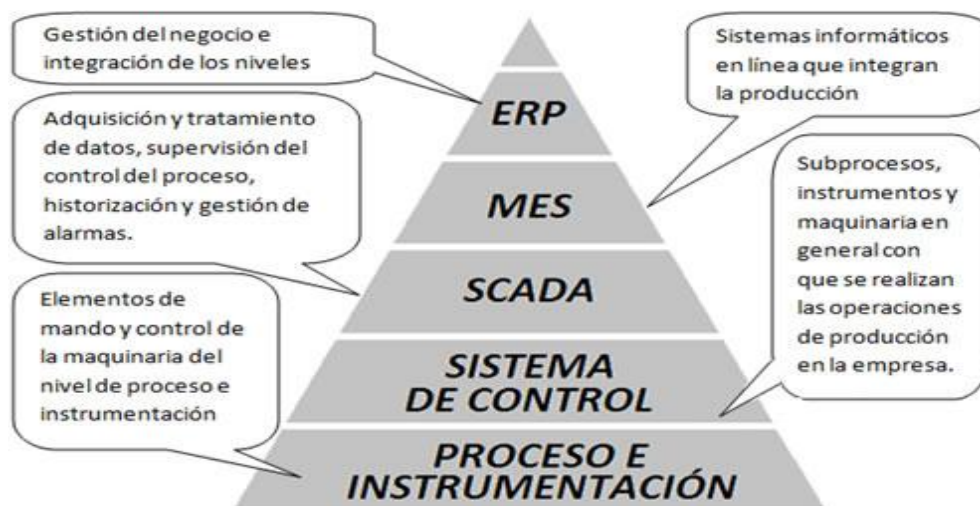 Gestión del negocio e
integración de los niveles
Adquisición y tratamiento
de datos, supervisión del
control del proceso,
historización y gestión de
alarmas.
Elementos de
mando y control de
la maquinaria del
nivel de proceso e
instrumentación
ERP
MES
SCADA
SISTEMA
DE CONTROL
PROCESO E
INSTRUMENTACIÓN
Sistemas informáticos
en línea que integran
la producción
Subprocesos,
instrumentos y
maquinaria en
general con
que se realizan
las operaciones
de producción
en la empresa.